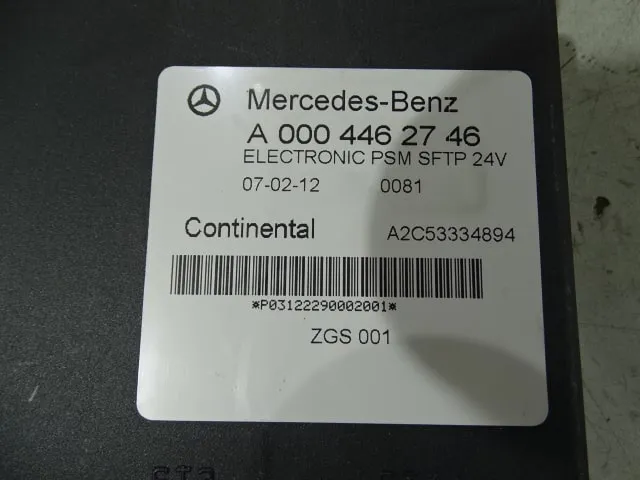 Mercedes-Benz
A 000 446 27 46
ELECTRONIC PSM SFTP 24V
07-02-12 0081
Continental A2C53334894
*P03122290002001*
ZGS 001